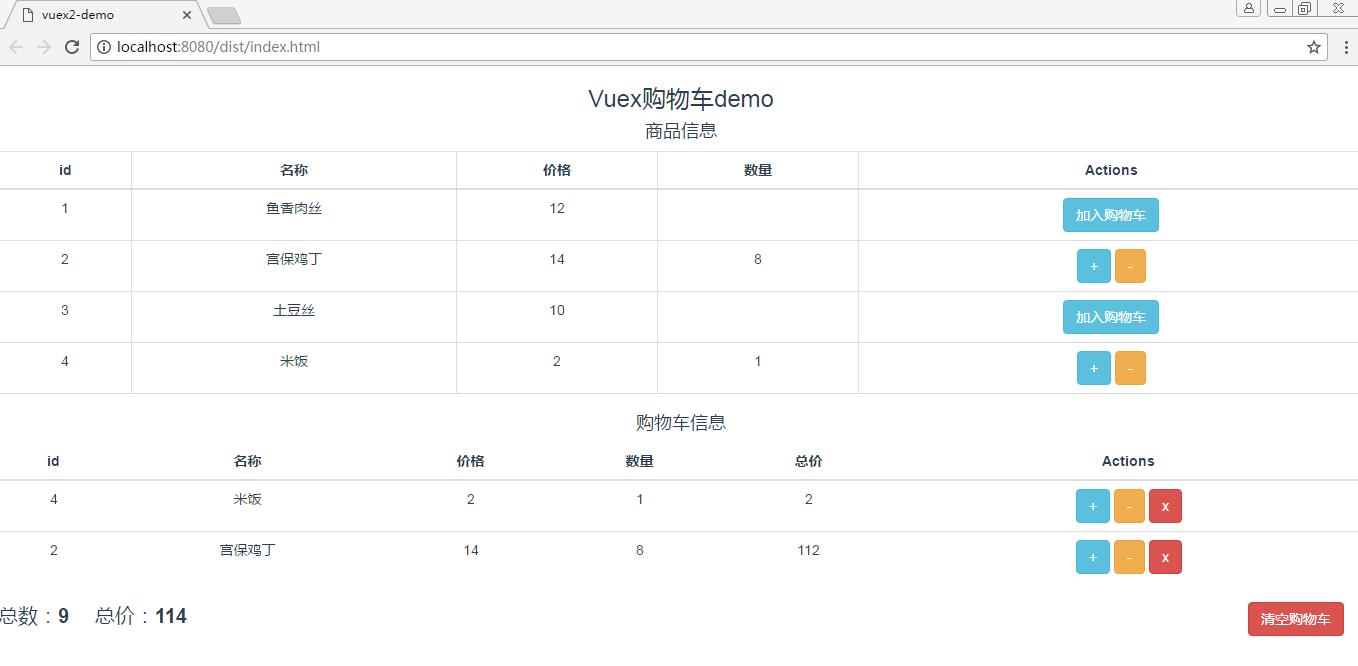 vuex2-demo
localhost:8080/dist/index.html
Vuex购物车demo
商品信息
id 名称 价格 数量 Actions
1 鱼香肉丝 12 加入购物车
2 宫保鸡丁 14 8 + -
3 土豆丝 10 加入购物车
4 米饭 2 1 + -
购物车信息
id 名称 价格 数量 总价 Actions
4 米饭 2 1 2 + - x
2 宫保鸡丁 14 8 112 + - x
总数：9 总价：114 清空购物车